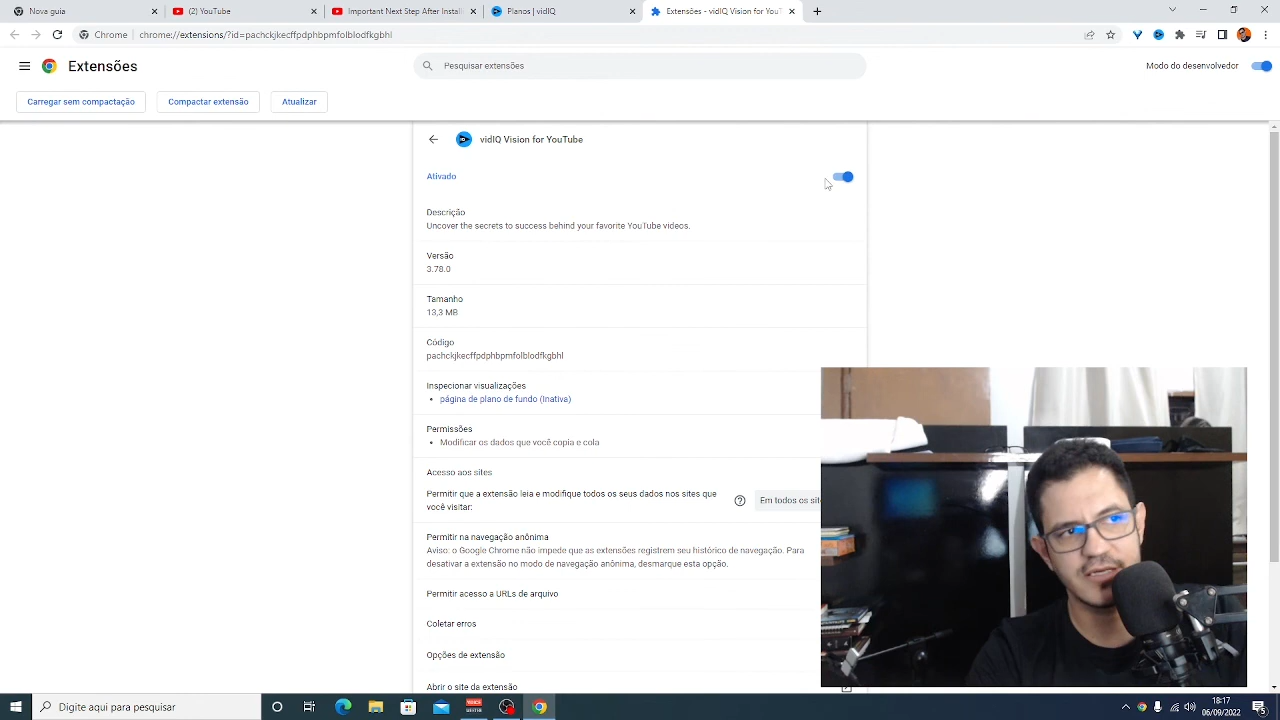 Nova guia
(2) YouTube
Important Next Step After Install
Planos | vidIQ
Extensões - vidIQ Vision for YouT
Chrome | chrome://extensions/?id=pachckjkecffpdphbpmfolblodfkgbhl
Extensões
Pesquisar extensões
Modo do desenvolvedor
Carregar sem compactação
Compactar extensão
Atualizar
vidIQ Vision for YouTube
Ativado
Descrição
Uncover the secrets to success behind your favorite YouTube videos.
Versão
3.78.0
Tamanho
13,3 MB
Código
pachckjkecffpdphbpmfolblodfkgbhl
Inspecionar visualizações
página de plano de fundo (Inativa)
Permissões
Modificar os dados que você copia e cola
Acesso aos sites
Permitir que a extensão leia e modifique todos os seus dados nos sites que
você visitar:
Em todos os sit
Permitir na navegação anônima
Aviso: o Google Chrome não impede que as extensões registrem seu histórico de navegação. Para
desativar a extensão no modo de navegação anônima, desmarque esta opção.
Permitir acesso a URLs de arquivo
Coletar erros
Opções de extensão
Abrir o site da extensão
Digite aqui para pesquisar
18:17
06/09/2022